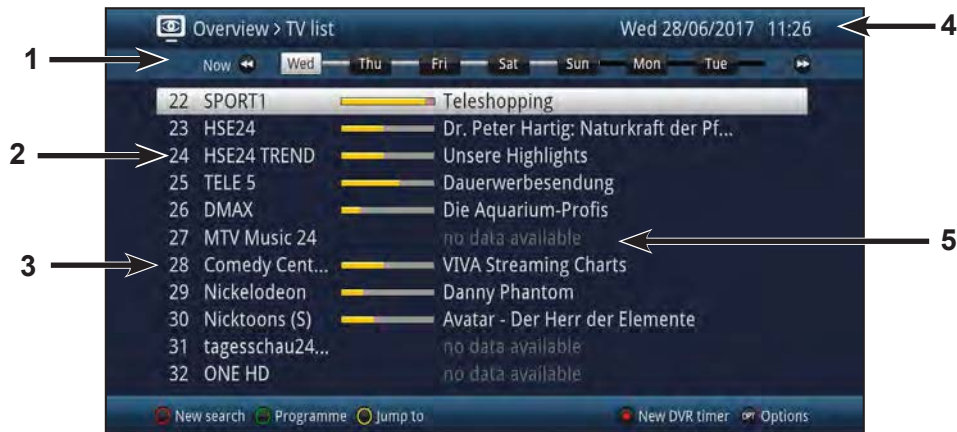 Overview > TV list Wed 28/06/2017 11:26 4
1 Now Wed Thu Fri Sat Sun Mon Tue
22 SPORT1 Teleshopping
23 HSE24 Dr. Peter Hartig: Naturkraft der Pf...
2 24 HSE24 TREND Unsere Highlights
25 TELE 5 Dauerwerbesendung
26 DMAX Die Aquarium-Profis
27 MTV Music 24 no data available 5
3 28 Comedy Cent... VIVA Streaming Charts
29 Nickelodeon Danny Phantom
30 Nicktoons (S) Avatar - Der Herr der Elemente
31 tagesschau24... no data available
32 ONE HD no data available
New search Programme Jump to New DVR timer OPT Options